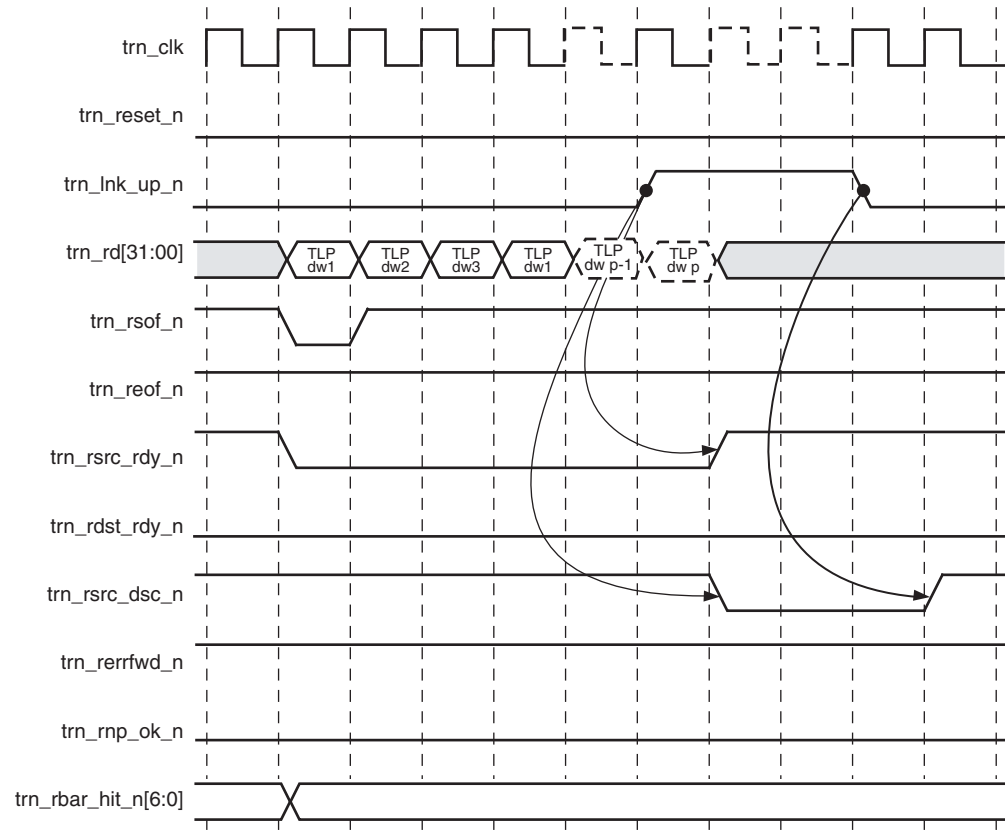 trn_clk
trn_reset_n
trn_lnk_up_n
trn_rd[31:00]
TLP
dw1
TLP
dw2
TLP
dw3
TLP
dw1
TLP
dw p-1
TLP
dw p
trn_rsof_n
trn_reof_n
trn_rsrc_rdy_n
trn_rdst_rdy_n
trn_rsrc_dsc_n
trn_rerrfwd_n
trn_rnp_ok_n
trn_rbar_hit_n[6:0]